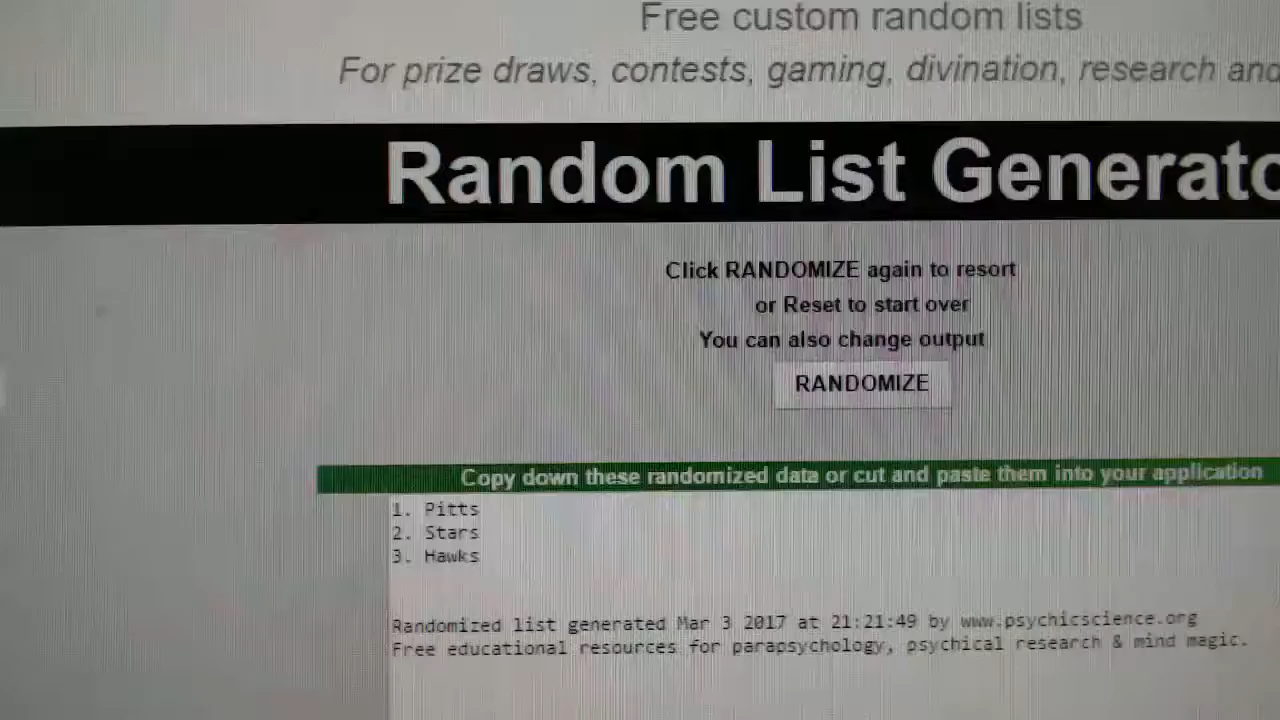 Free custom random lists
For prize draws, contests, gaming, divination, research and
Random List Generato
Click RANDOMIZE again to resort
or Reset to start over
You can also change output
RANDOMIZE
Copy down these randomized data or cut and paste them into your application
1. Pitts
2. Stars
3. Hawks
Randomized list generated Mar 3 2017 at 21:21:49 by www.psychicscience.org
Free educational resources for parapsychology, psychical research & mind magic.